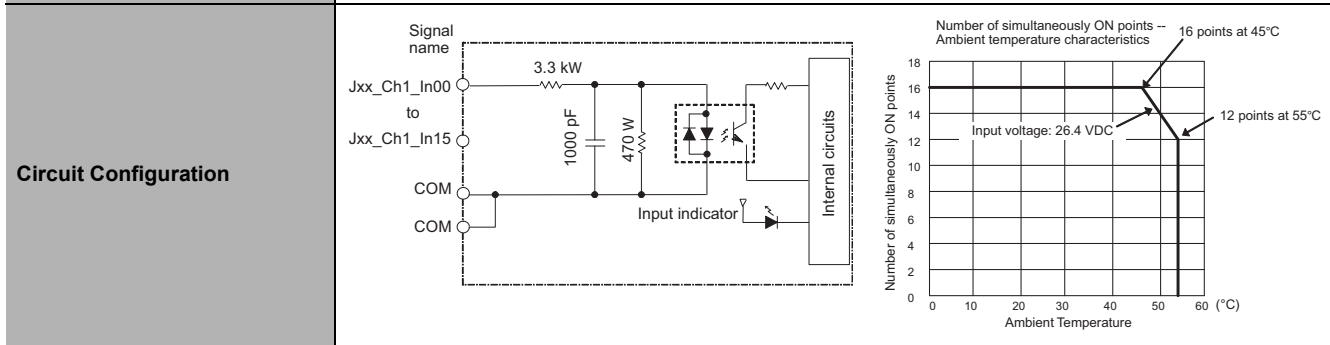 Circuit Configuration
Signal
name
Jxx_Ch1_In00
to
Jxx_Ch1_In15
COM
COM
3.3 kW
1000 pF
470 W
Input indicator
Internal circuits
Number of simultaneously ON points --
Ambient temperature characteristics
16 points at 45°C
12 points at 55°C
Input voltage: 26.4 VDC
Number of simultaneously ON points
18
16
14
12
10
8
6
4
2
0
0 10 20 30 40 50 60 (°C)
Ambient Temperature